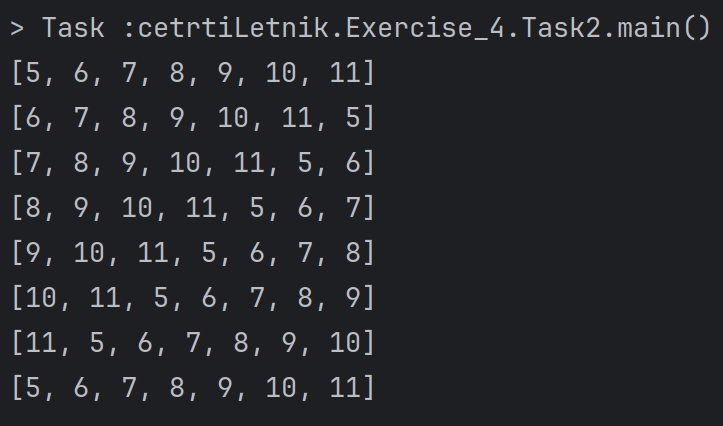 > Task :cetrtiLetnik.Exercise_4.Task2.main()
[5, 6, 7, 8, 9, 10, 11]
[6, 7, 8, 9, 10, 11, 5]
[7, 8, 9, 10, 11, 5, 6]
[8, 9, 10, 11, 5, 6, 7]
[9, 10, 11, 5, 6, 7, 8]
[10, 11, 5, 6, 7, 8, 9]
[11, 5, 6, 7, 8, 9, 10]
[5, 6, 7, 8, 9, 10, 11]